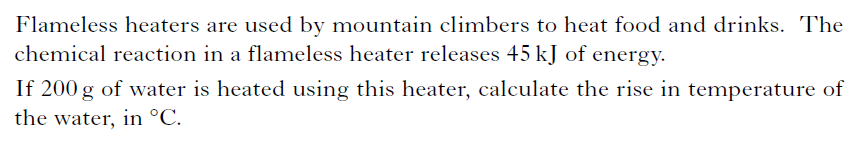 Flameless heaters are used by mountain climbers to heat food and drinks. The
chemical reaction in a flameless heater releases 45 kJ of energy.
If 200 g of water is heated using this heater, calculate the rise in temperature of
the water, in °C.